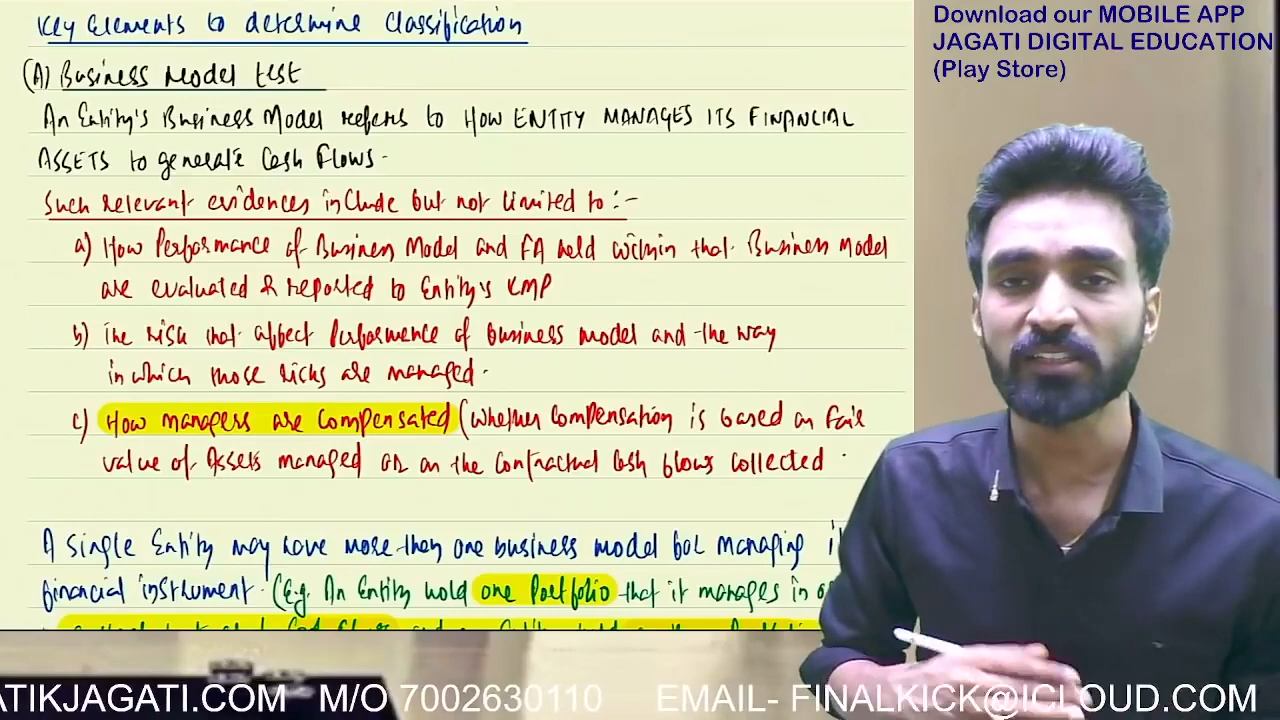 Key Elements to determine Classification
(A) Business Model test
An Entity's Business Model refers to HOW ENTITY MANAGES ITS FINANCIAL
ASSETS to generate Cash flows.
Such relevant evidences include but not limited to :-
a) How Performance of Business Model and FA held within that Business Model
are evaluated & reported to Entity's KMP
b) The risk that affect Performance of business model and the way
in which those risks are managed.
c) How managers are compensated (whether compensation is based on Fair
value of Assets managed OR on the contractual Cash flows collected
A single Entity may have more than one business model for managing
financial instrument. (E.g. An Entity hold one Portfolio that it manages in
Download our MOBILE APP
JAGATI DIGITAL EDUCATION
(Play Store)
ATIKJAGATI.COM M/O 7002630110 EMAIL- FINALKICK@ICLOUD.COM